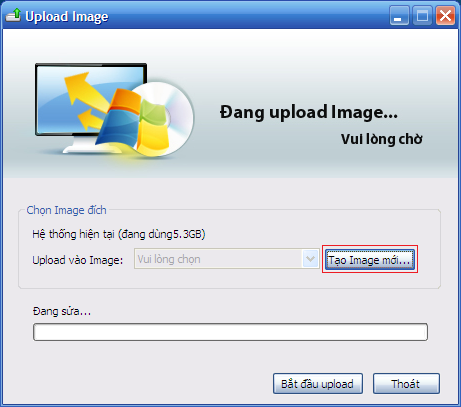 Upload Image
Đang upload Image...
Vui lòng chờ
Chọn Image đích
Hệ thống hiện tại (đang dùng5.3GB)
Upload vào Image: Vui lòng chọn Tạo Image mới...
Đang sửa...
Bắt đầu upload Thoát